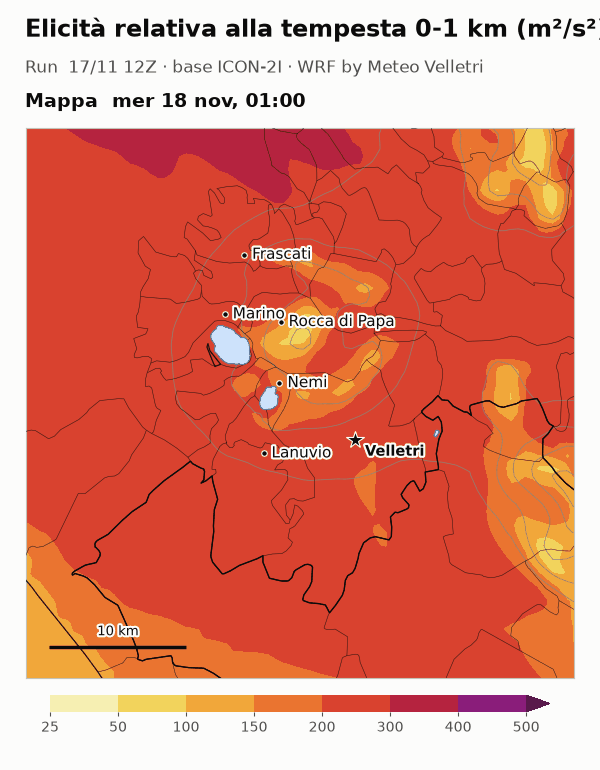 Elicità relativa alla tempesta 0-1 km (m²/s²)
Run  17/11 12Z · base ICON-2I · WRF by Meteo Velletri
Mappa  mer 18 nov, 01:00
Frascati
Marino
Rocca di Papa
Nemi
Velletri
Lanuvio
10 km
25 50 100 150 200 300 400 500